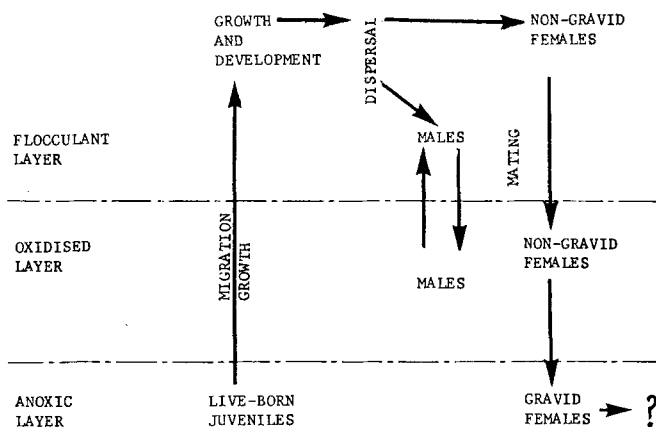 GROWTH
AND
DEVELOPMENT
DISPERSAL
NON-GRAVID
FEMALES
FLOCCULANT
LAYER
MALES
MATING
OXIDISED
LAYER
MIGRATION
GROWTH
MALES
NON-GRAVID
FEMALES
ANOXIC
LAYER
LIVE-BORN
JUVENILES
GRAVID
FEMALES
?